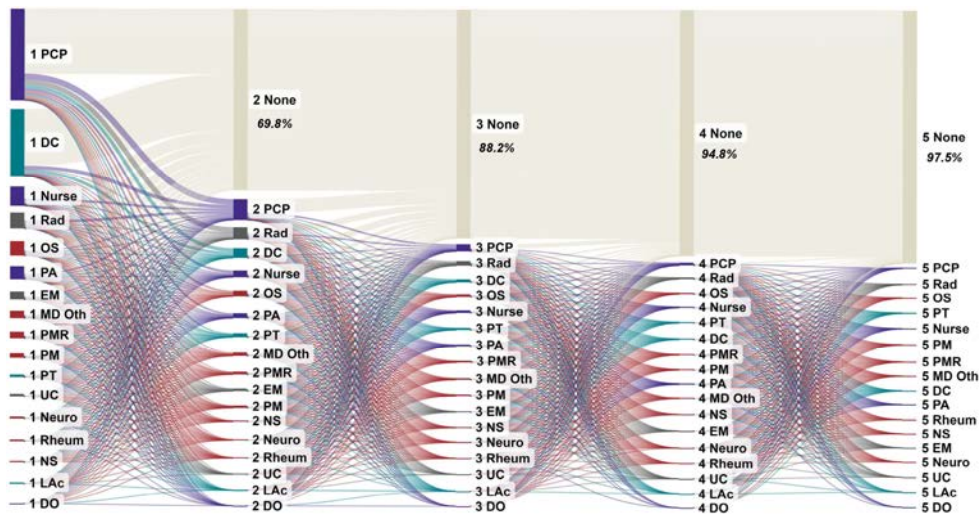 1 PCP
1 DC
1 Nurse
1 Rad
1 OS
1 PA
1 EM
1 MD Oth
1 PMR
1 PM
1 PT
1 UC
1 Neuro
1 Rheum
1 NS
1 LAc
1 DO
2 None
69.8%
2 PCP
2 Rad
2 DC
2 Nurse
2 OS
2 PA
2 PT
2 MD Oth
2 PMR
2 EM
2 PM
2 NS
2 Neuro
2 Rheum
2 UC
2 LAc
2 DO
3 None
88.2%
3 PCP
3 Rad
3 DC
3 OS
3 Nurse
3 PT
3 PA
3 PMR
3 MD Oth
3 PM
3 EM
3 NS
3 Neuro
3 Rheum
3 UC
3 LAc
3 DO
4 None
94.8%
4 PCP
4 Rad
4 OS
4 Nurse
4 PT
4 DC
4 PMR
4 PM
4 PA
4 MD Oth
4 NS
4 EM
4 Neuro
4 Rheum
4 UC
4 LAc
4 DO
5 None
97.5%
5 PCP
5 Rad
5 OS
5 PT
5 Nurse
5 PM
5 PMR
5 MD Oth
5 DC
5 PA
5 Rheum
5 NS
5 EM
5 Neuro
5 UC
5 LAc
5 DO